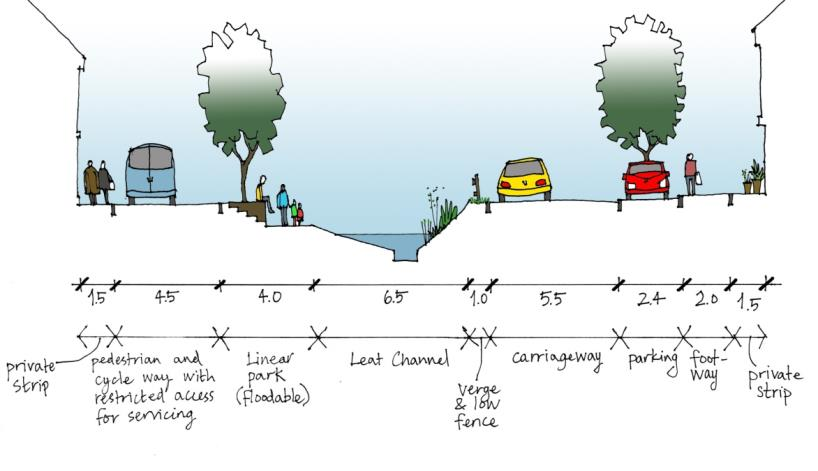 1.5 4.5 4.0 6.5 1.0 5.5 2.4 2.0 1.5
private
strip
pedestrian and
cycle way with
restricted access
for servicing
Linear
park
(floodable)
Leat Channel
verge
& low
fence
carriageway
parking
foot-
way
private
strip